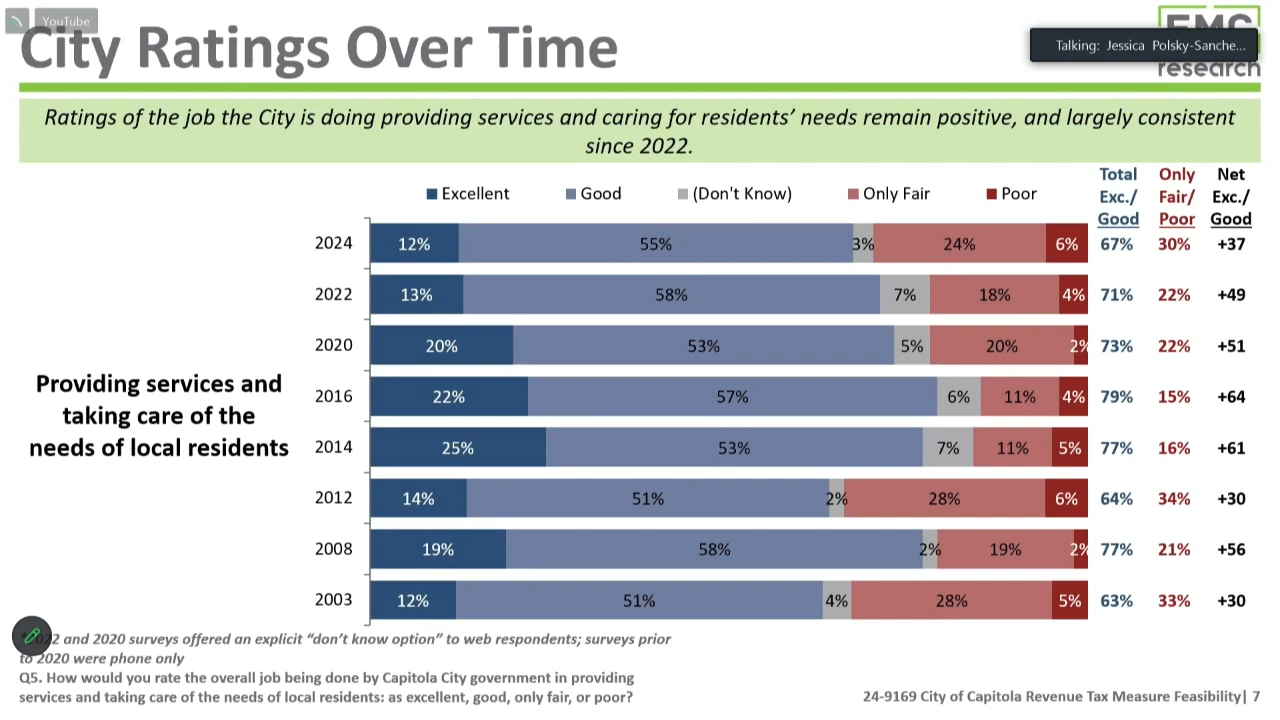 YouTube
City Ratings Over Time
EMC
research
Talking: Jessica Polsky-Sanche...
Ratings of the job the City is doing providing services and caring for residents’ needs remain positive, and largely consistent
since 2022.
Excellent Good (Don't Know) Only Fair Poor
Total Only Net
Exc./ Fair/ Exc./
Good Poor Good
2024 12% 55% 3% 24% 6% 67% 30% +37
2022 13% 58% 7% 18% 4% 71% 22% +49
2020 20% 53% 5% 20% 2% 73% 22% +51
Providing services and
taking care of the
needs of local residents
2016 22% 57% 6% 11% 4% 79% 15% +64
2014 25% 53% 7% 11% 5% 77% 16% +61
2012 14% 51% 2% 28% 6% 64% 34% +30
2008 19% 58% 2% 19% 2% 77% 21% +56
2003 12% 51% 4% 28% 5% 63% 33% +30
and 2020 surveys offered an explicit “don’t know option” to web respondents; surveys prior
to 2020 were phone only
Q5. How would you rate the overall job being done by Capitola City government in providing
services and taking care of the needs of local residents: as excellent, good, only fair, or poor?
24-9169 City of Capitola Revenue Tax Measure Feasibility| 7